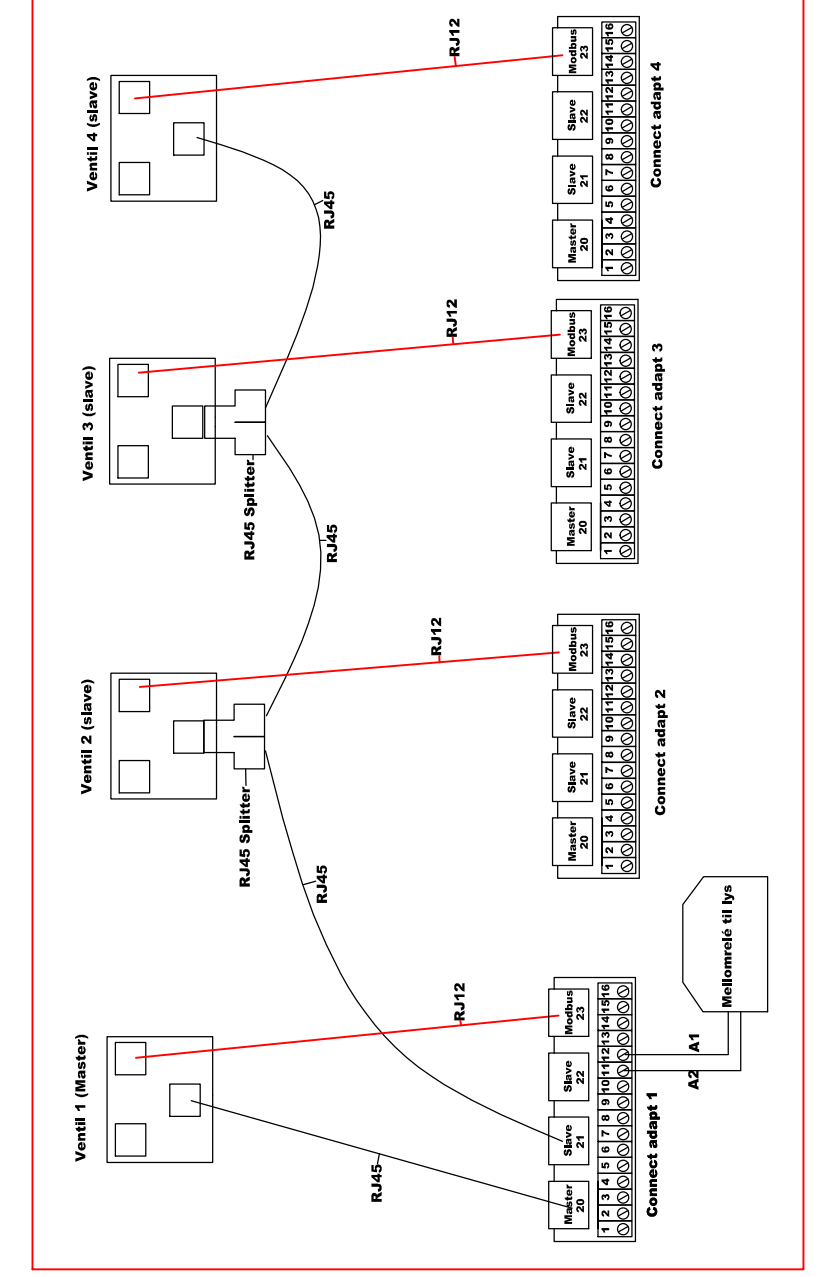 Ventil 1 (Master)
Ventil 2 (slave)
Ventil 3 (slave)
Ventil 4 (slave)
RJ45 Splitter
RJ45 Splitter
RJ45
RJ45
RJ45
RJ45
RJ12
RJ12
RJ12
RJ12
Master
20
Slave
21
Slave
22
Modbus
23
1 2 3 4 5 6 7 8 9 10 11 12 13 14 15 16
Connect adapt 1
Master
20
Slave
21
Slave
22
Modbus
23
1 2 3 4 5 6 7 8 9 10 11 12 13 14 15 16
Connect adapt 2
Master
20
Slave
21
Slave
22
Modbus
23
1 2 3 4 5 6 7 8 9 10 11 12 13 14 15 16
Connect adapt 3
Master
20
Slave
21
Slave
22
Modbus
23
1 2 3 4 5 6 7 8 9 10 11 12 13 14 15 16
Connect adapt 4
A2
A1
Mellomrelé til lys